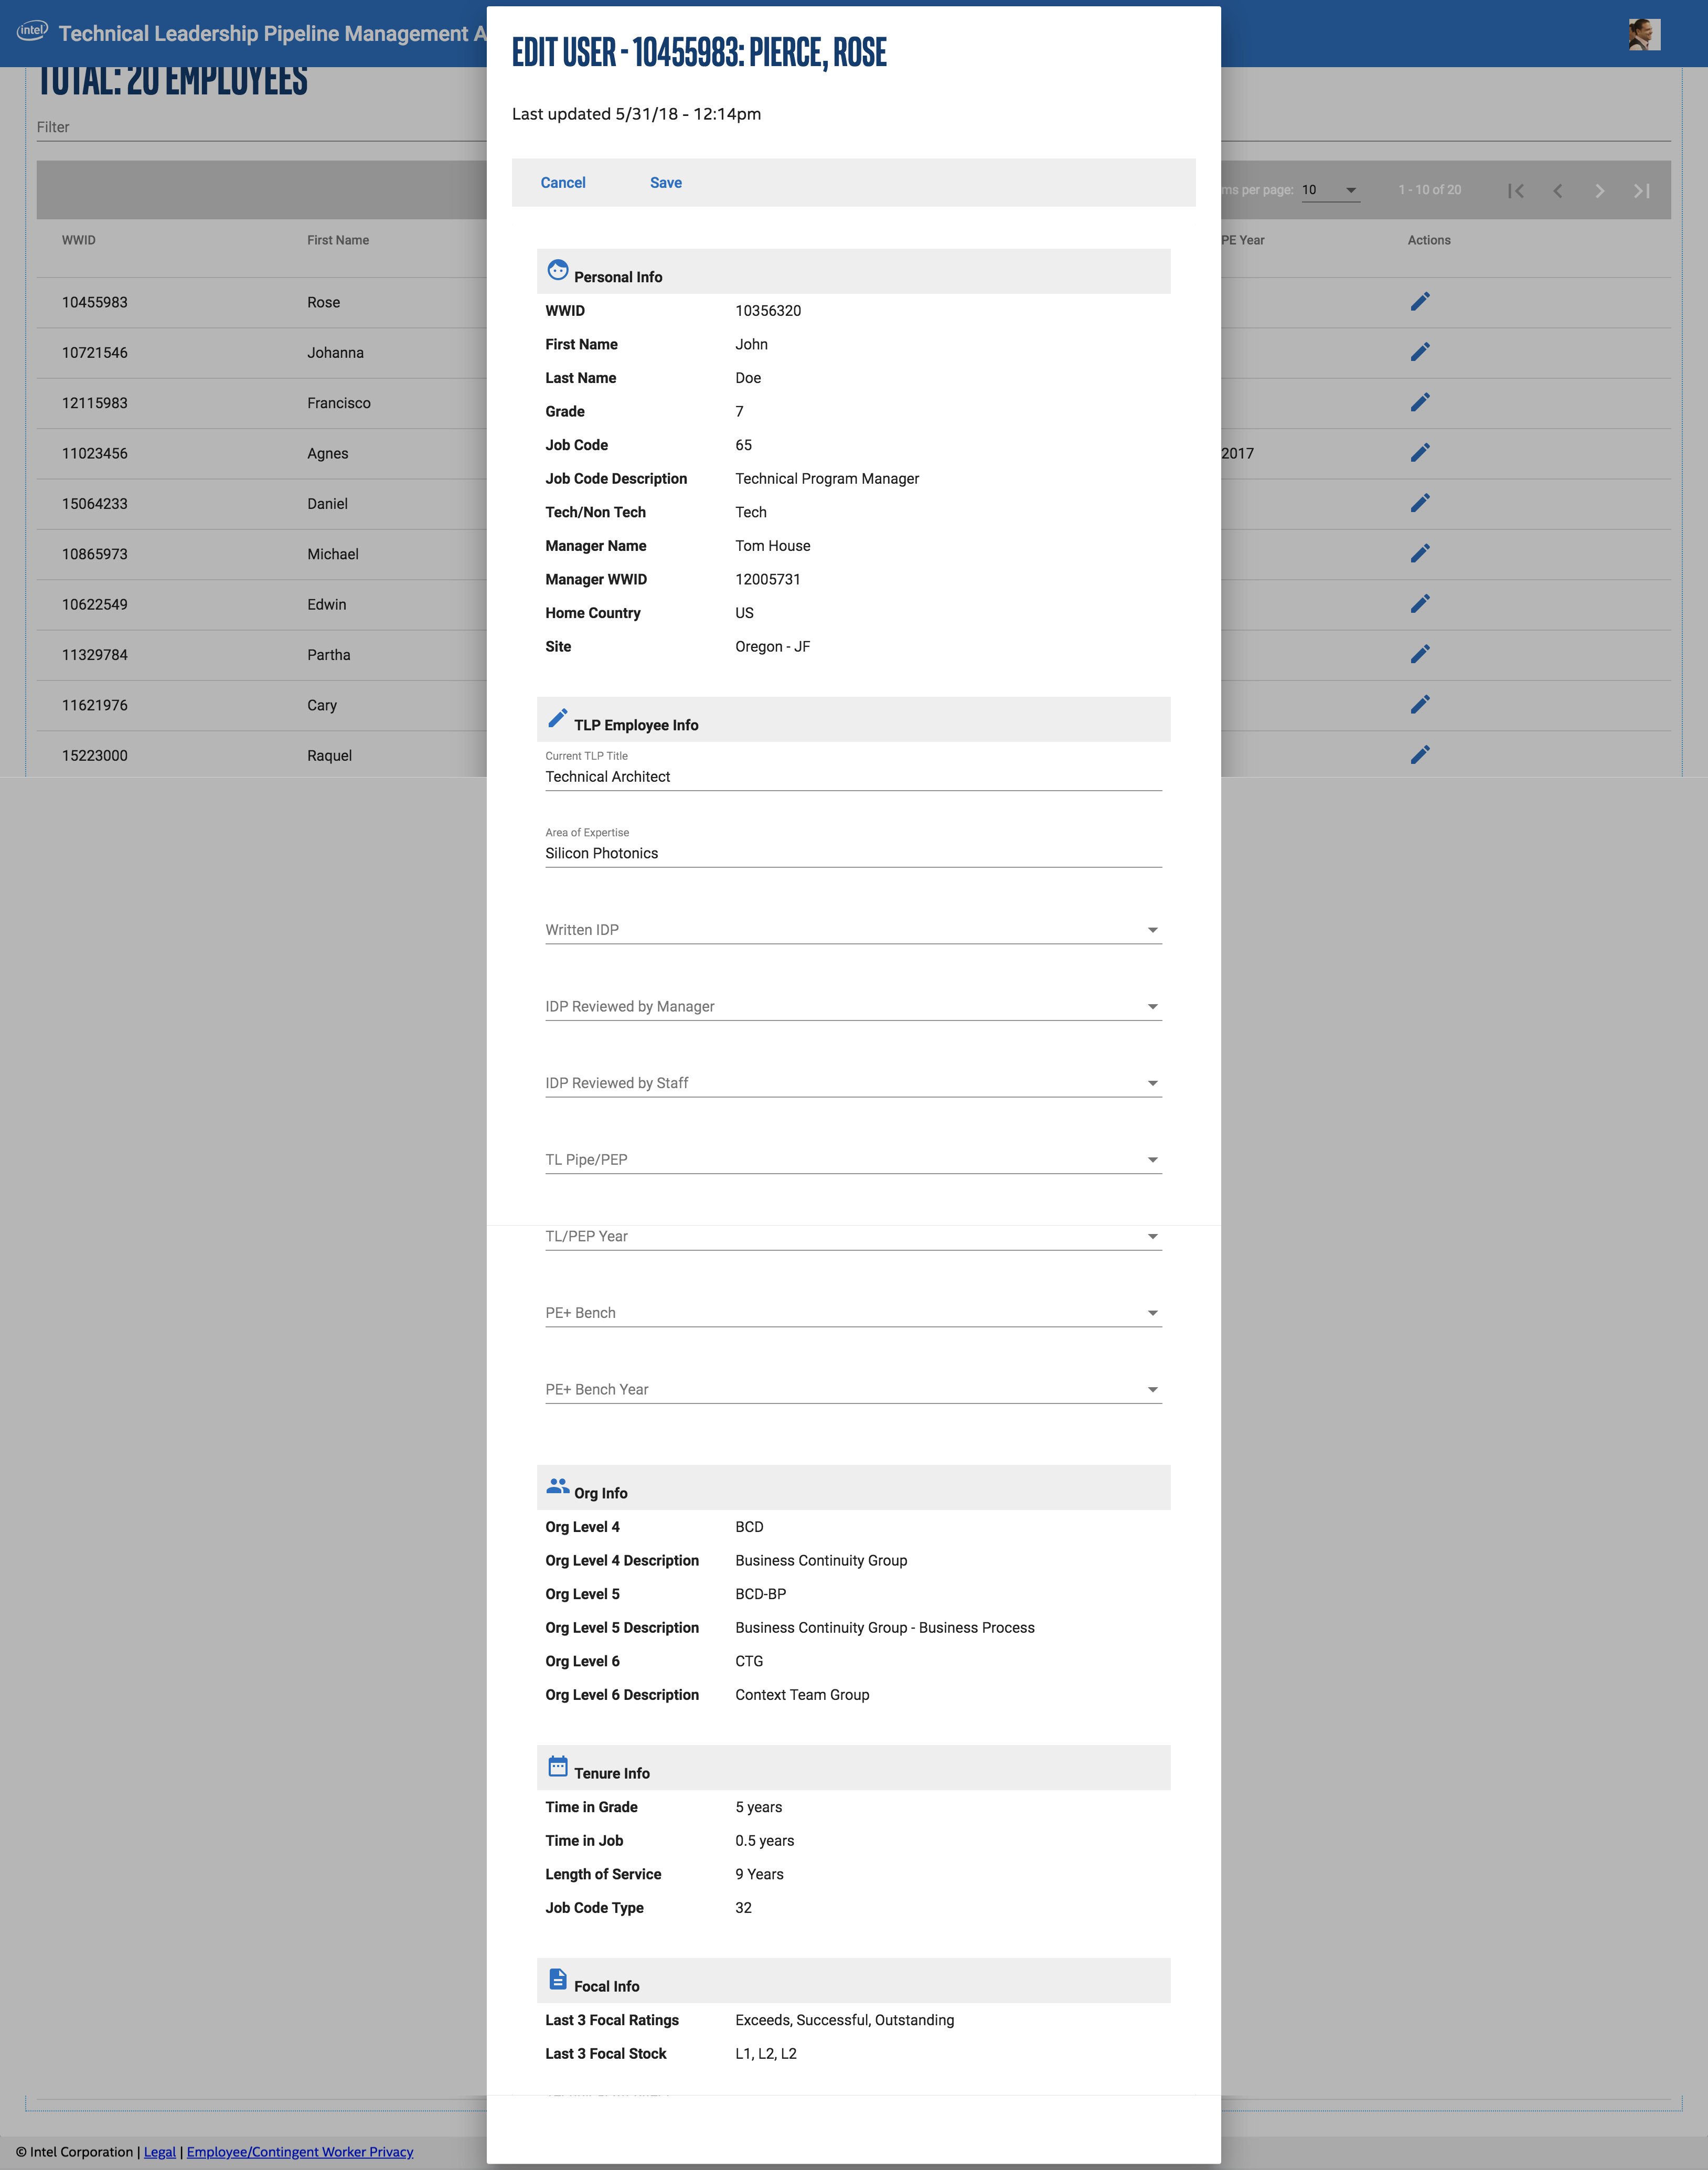 intel Technical Leadership Pipeline Management A
TOTAL: 20 EMPLOYEES
Filter
ms per page: 10 1 - 10 of 20
WWID First Name PE Year Actions
10455983 Rose
10721546 Johanna
12115983 Francisco
11023456 Agnes 2017
15064233 Daniel
10865973 Michael
10622549 Edwin
11329784 Partha
11621976 Cary
15223000 Raquel
EDIT USER - 10455983: PIERCE, ROSE
Last updated 5/31/18 - 12:14pm
Cancel Save
Personal Info
WWID 10356320
First Name John
Last Name Doe
Grade 7
Job Code 65
Job Code Description Technical Program Manager
Tech/Non Tech Tech
Manager Name Tom House
Manager WWID 12005731
Home Country US
Site Oregon - JF
TLP Employee Info
Current TLP Title
Technical Architect
Area of Expertise
Silicon Photonics
Written IDP
IDP Reviewed by Manager
IDP Reviewed by Staff
TL Pipe/PEP
TL/PEP Year
PE+ Bench
PE+ Bench Year
Org Info
Org Level 4 BCD
Org Level 4 Description Business Continuity Group
Org Level 5 BCD-BP
Org Level 5 Description Business Continuity Group - Business Process
Org Level 6 CTG
Org Level 6 Description Context Team Group
Tenure Info
Time in Grade 5 years
Time in Job 0.5 years
Length of Service 9 Years
Job Code Type 32
Focal Info
Last 3 Focal Ratings Exceeds, Successful, Outstanding
Last 3 Focal Stock L1, L2, L2
© Intel Corporation | Legal | Employee/Contingent Worker Privacy